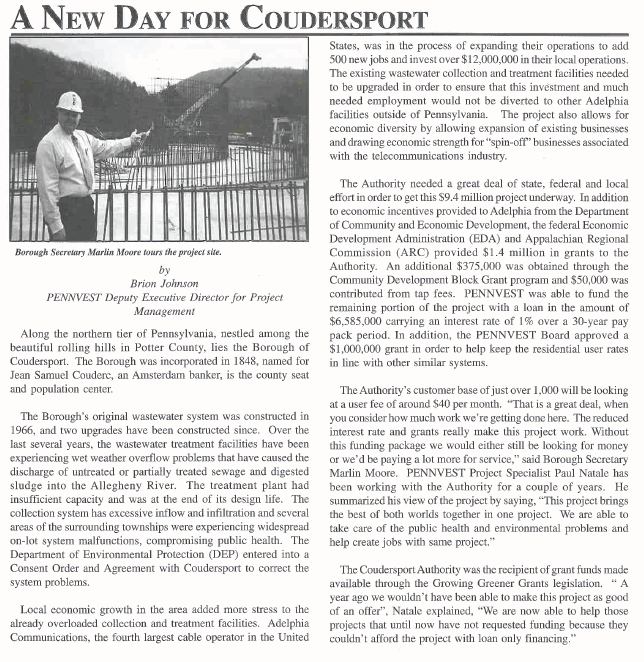 A NEW DAY FOR COUDERSPORT
Borough Secretary Marlin Moore tours the project site.
by
Brion Johnson
PENNVEST Deputy Executive Director for Project
Management
Along the northern tier of Pennsylvania, nestled among the
beautiful rolling hills in Potter County, lies the Borough of
Coudersport. The Borough was incorporated in 1848, named for
Jean Samuel Couderc, an Amsterdam banker, is the county seat
and population center.
The Borough's original wastewater system was constructed in
1966, and two upgrades have been constructed since. Over the
last several years, the wastewater treatment facilities have been
experiencing wet weather overflow problems that have caused the
discharge of untreated or partially treated sewage and digested
sludge into the Allegheny River. The treatment plant had
insufficient capacity and was at the end of its design life. The
collection system has excessive inflow and infiltration and several
areas of the surrounding townships were experiencing widespread
on-lot system malfunctions, compromising public health. The
Department of Environmental Protection (DEP) entered into a
Consent Order and Agreement with Coudersport to correct the
system problems.
Local economic growth in the area added more stress to the
already overloaded collection and treatment facilities. Adelphia
Communications, the fourth largest cable operator in the United
States, was in the process of expanding their operations to add
500 new jobs and invest over $12,000,000 in their local operations.
The existing wastewater collection and treatment facilities needed
to be upgraded in order to ensure that this investment and much
needed employment would not be diverted to other Adelphia
facilities outside of Pennsylvania. The project also allows for
economic diversity by allowing expansion of existing businesses
and drawing economic strength for "spin-off" businesses associated
with the telecommunications industry.
The Authority needed a great deal of state, federal and local
effort in order to get this $9.4 million project underway. In addition
to economic incentives provided to Adelphia from the Department
of Community and Economic Development, the federal Economic
Development Administration (EDA) and Appalachian Regional
Commission (ARC) provided $1.4 million in grants to the
Authority. An additional $375,000 was obtained through the
Community Development Block Grant program and $50,000 was
contributed from tap fees. PENNVEST was able to fund the
remaining portion of the project with a loan in the amount of
$6,585,000 carrying an interest rate of 1% over a 30-year pay
pack period. In addition, the PENNVEST Board approved a
$1,000,000 grant in order to help keep the residential user rates
in line with other similar systems.
The Authority's customer base of just over 1,000 will be looking
at a user fee of around $40 per month. "That is a great deal, when
you consider how much work we're getting done here. The reduced
interest rate and grants really make this project work. Without
this funding package we would either still be looking for money
or we'd be paying a lot more for service," said Borough Secretary
Marlin Moore. PENNVEST Project Specialist Paul Natale has
been working with the Authority for a couple of years. He
summarized his view of the project by saying, "This project brings
the best of both worlds together in one project. We are able to
take care of the public health and environmental problems and
help create jobs with same project."
The Coudersport Authority was the recipient of grant funds made
available through the Growing Greener Grants legislation. " A
year ago we wouldn't have been able to make this project as good
of an offer", Natale explained, "We are now able to help those
projects that until now have not requested funding because they
couldn't afford the project with loan only financing."